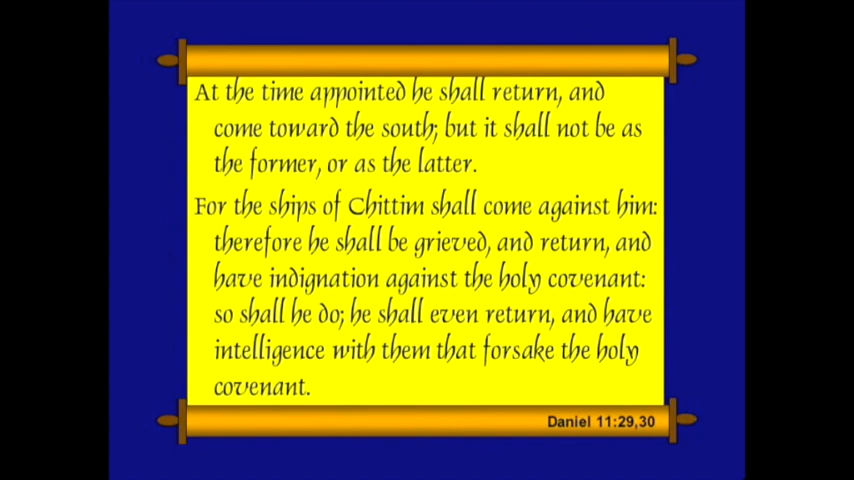 At the time appointed he shall return, and
come toward the south; but it shall not be as
the former, or as the latter.
For the ships of Chittim shall come against him:
therefore he shall be grieved, and return, and
have indignation against the holy covenant:
so shall he do; he shall even return, and have
intelligence with them that forsake the holy
covenant.
Daniel 11:29,30